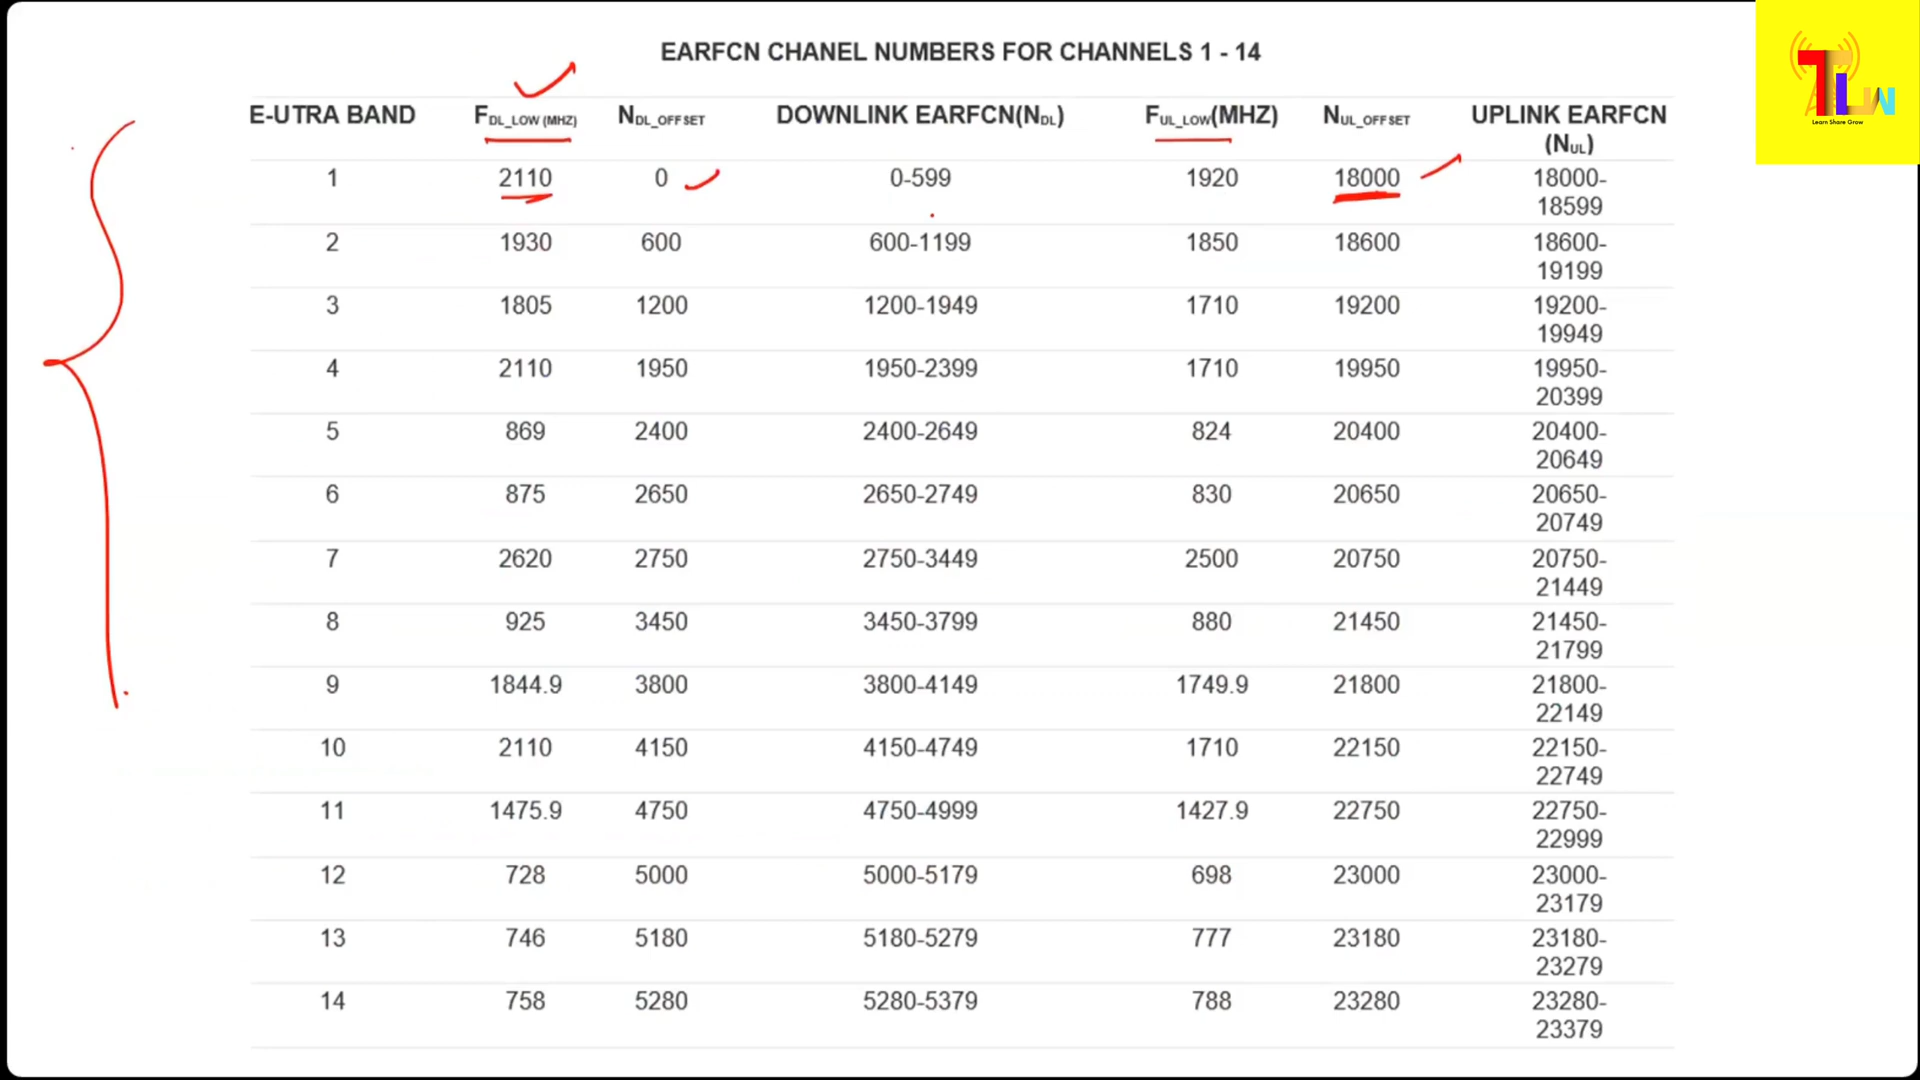 EARFCN CHANEL NUMBERS FOR CHANNELS 1 - 14
TLW
Learn Share Grow
E-UTRA BAND FDL_LOW (MHZ) NDL_OFFSET DOWNLINK EARFCN(NDL) FUL_LOW(MHZ) NUL_OFFSET UPLINK EARFCN
(NUL)
1 2110 0 0-599 1920 18000 18000-
18599
2 1930 600 600-1199 1850 18600 18600-
19199
3 1805 1200 1200-1949 1710 19200 19200-
19949
4 2110 1950 1950-2399 1710 19950 19950-
20399
5 869 2400 2400-2649 824 20400 20400-
20649
6 875 2650 2650-2749 830 20650 20650-
20749
7 2620 2750 2750-3449 2500 20750 20750-
21449
8 925 3450 3450-3799 880 21450 21450-
21799
9 1844.9 3800 3800-4149 1749.9 21800 21800-
22149
10 2110 4150 4150-4749 1710 22150 22150-
22749
11 1475.9 4750 4750-4999 1427.9 22750 22750-
22999
12 728 5000 5000-5179 698 23000 23000-
23179
13 746 5180 5180-5279 777 23180 23180-
23279
14 758 5280 5280-5379 788 23280 23280-
23379